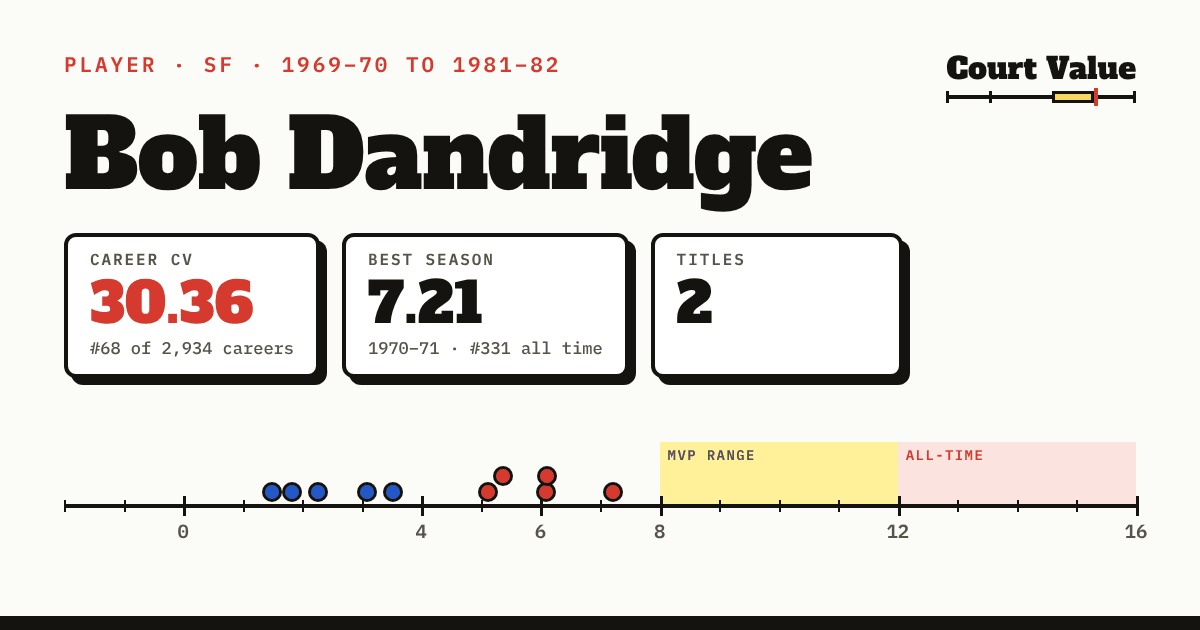 PLAYER · SF · 1969–70 TO 1981–82
Court Value
Bob Dandridge
CAREER CV
30.36
#68 of 2,934 careers
BEST SEASON
7.21
1970–71 · #331 all time
TITLES
2
MVP RANGE
ALL-TIME
0 4 6 8 12 16